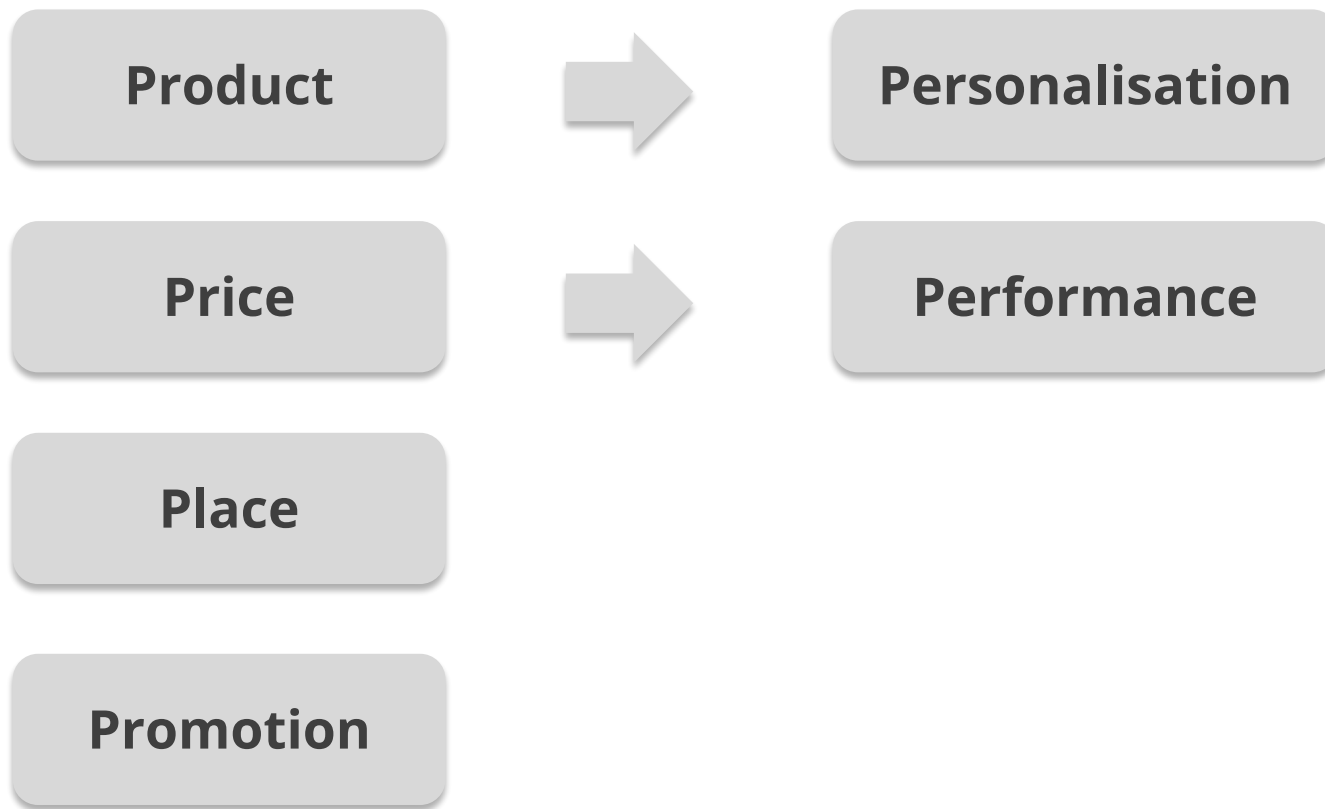 Product
Personalisation
Price
Performance
Place
Promotion